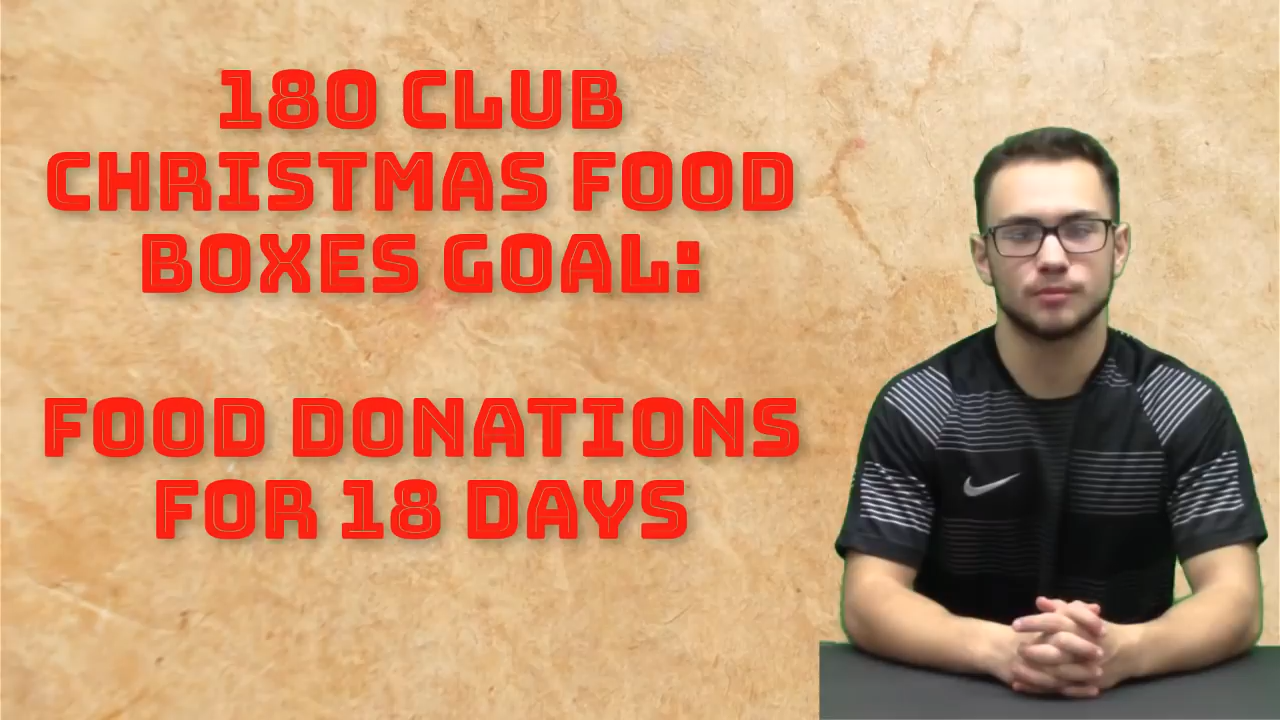 180 CLUB
CHRISTMAS FOOD
BOXES GOAL:
FOOD DONATIONS
FOR 18 DAYS